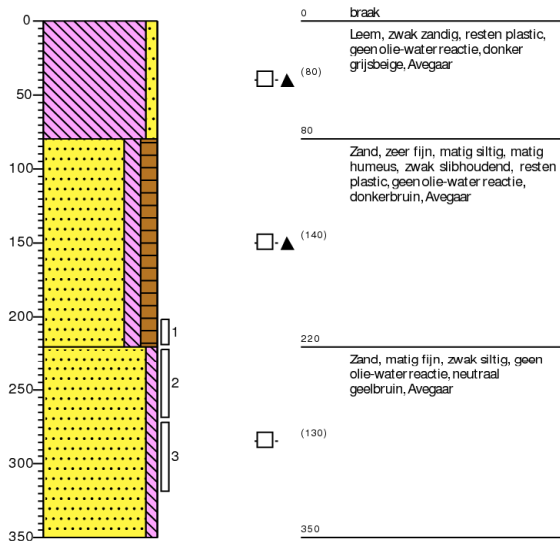 0 braak
0
Leem, zwak zandig, resten plastic,
geen olie-water reactie, donker
grijsbeige, Avegaar
(80)
50
80
100
Zand, zeer fijn, matig siltig, matig
humeus, zwak slibhoudend, resten
plastic, geen olie-water reactie,
donkerbruin, Avegaar
150
(140)
200
1
220
Zand, matig fijn, zwak siltig, geen
olie-water reactie, neutraal
geelbruin, Avegaar
250
2
(130)
300
3
350
350